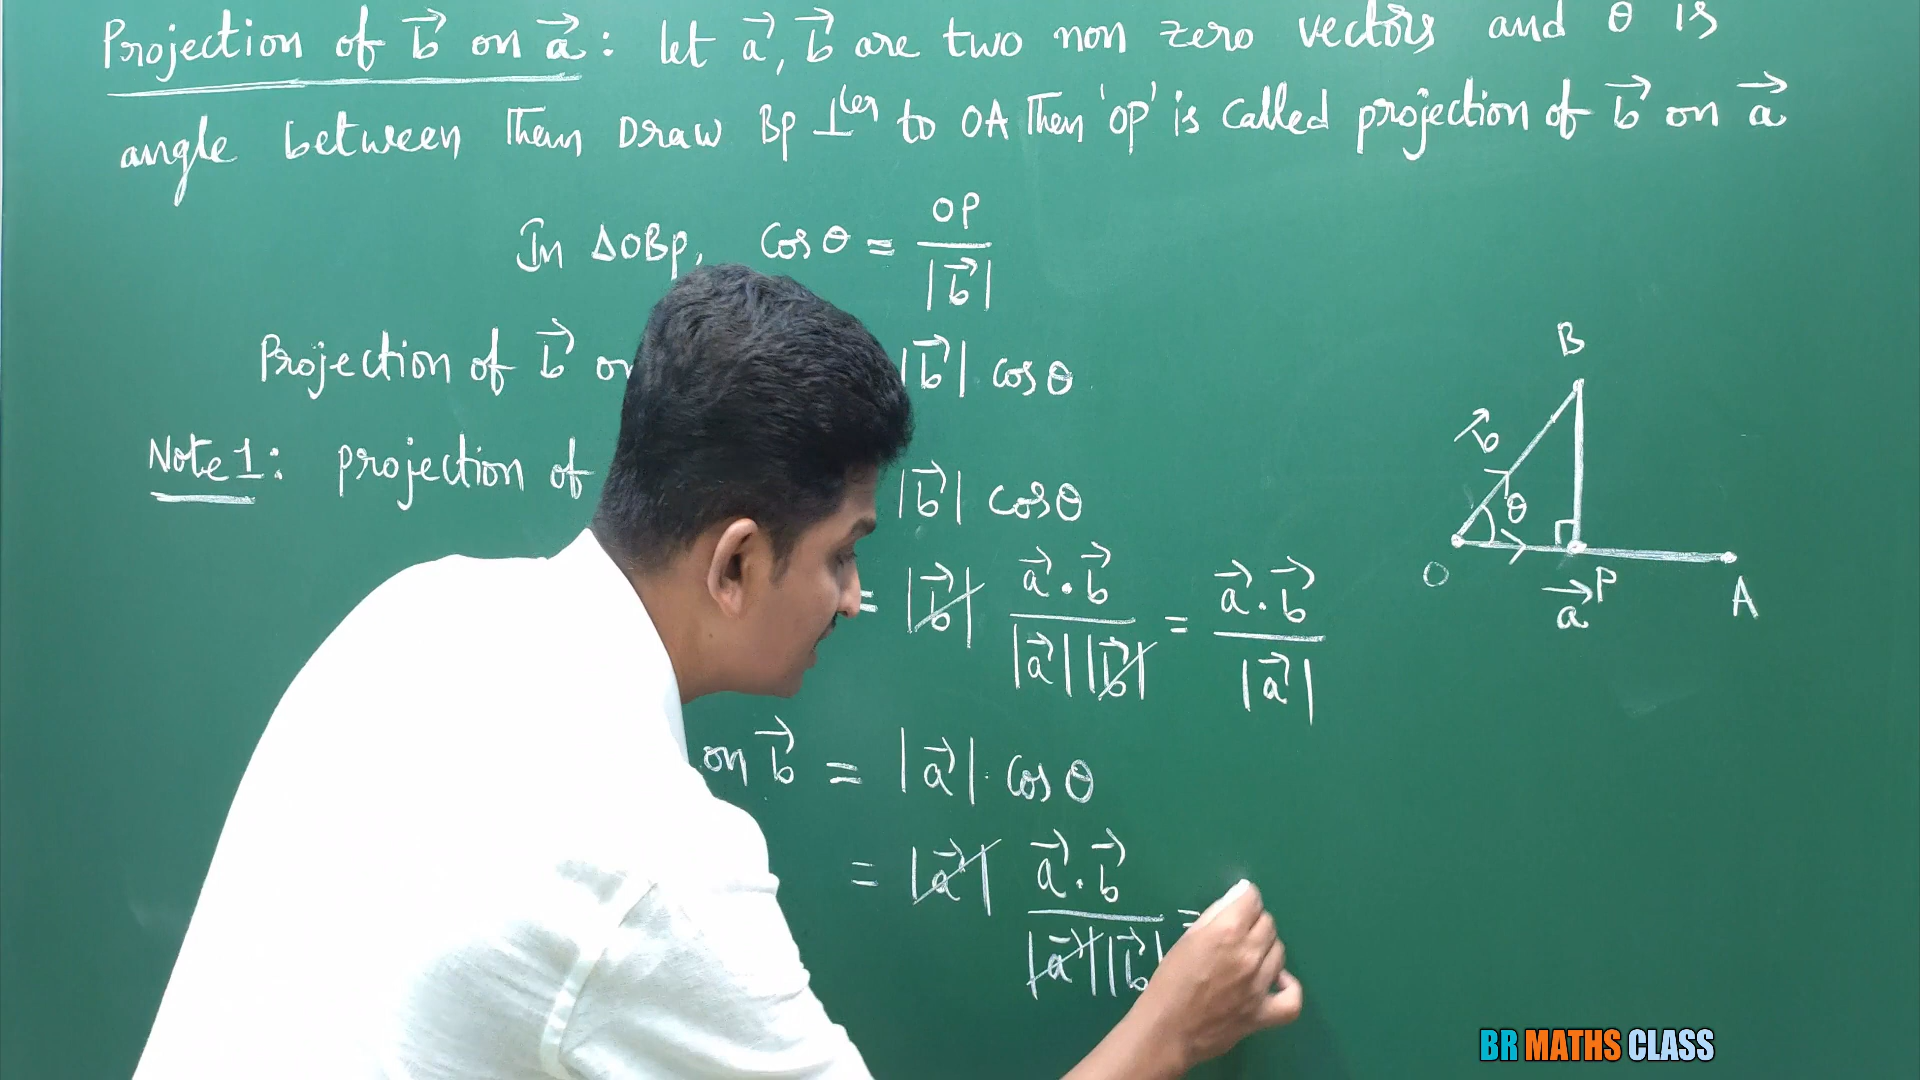 Projection of b⃗ on a⃗ : let a⃗, b⃗ are two non zero vectors and θ is
angle between Them Draw BP ⊥ler to OA Then 'OP' is called projection of b⃗ on a⃗
In ΔOBP, Cos θ = OP / |b⃗|
Projection of b⃗ on |b⃗| cos θ
Note 1: projection of |b⃗| cos θ
= |b⃗| a⃗ . b⃗ / |a⃗| |b⃗| = a⃗ . b⃗ / |a⃗|
on b⃗ = |a⃗| . cos θ
= |a⃗| a⃗ . b⃗ / |a⃗| |b⃗| =
B
b⃗
θ
O
P
a⃗
A
BR MATHS CLASS